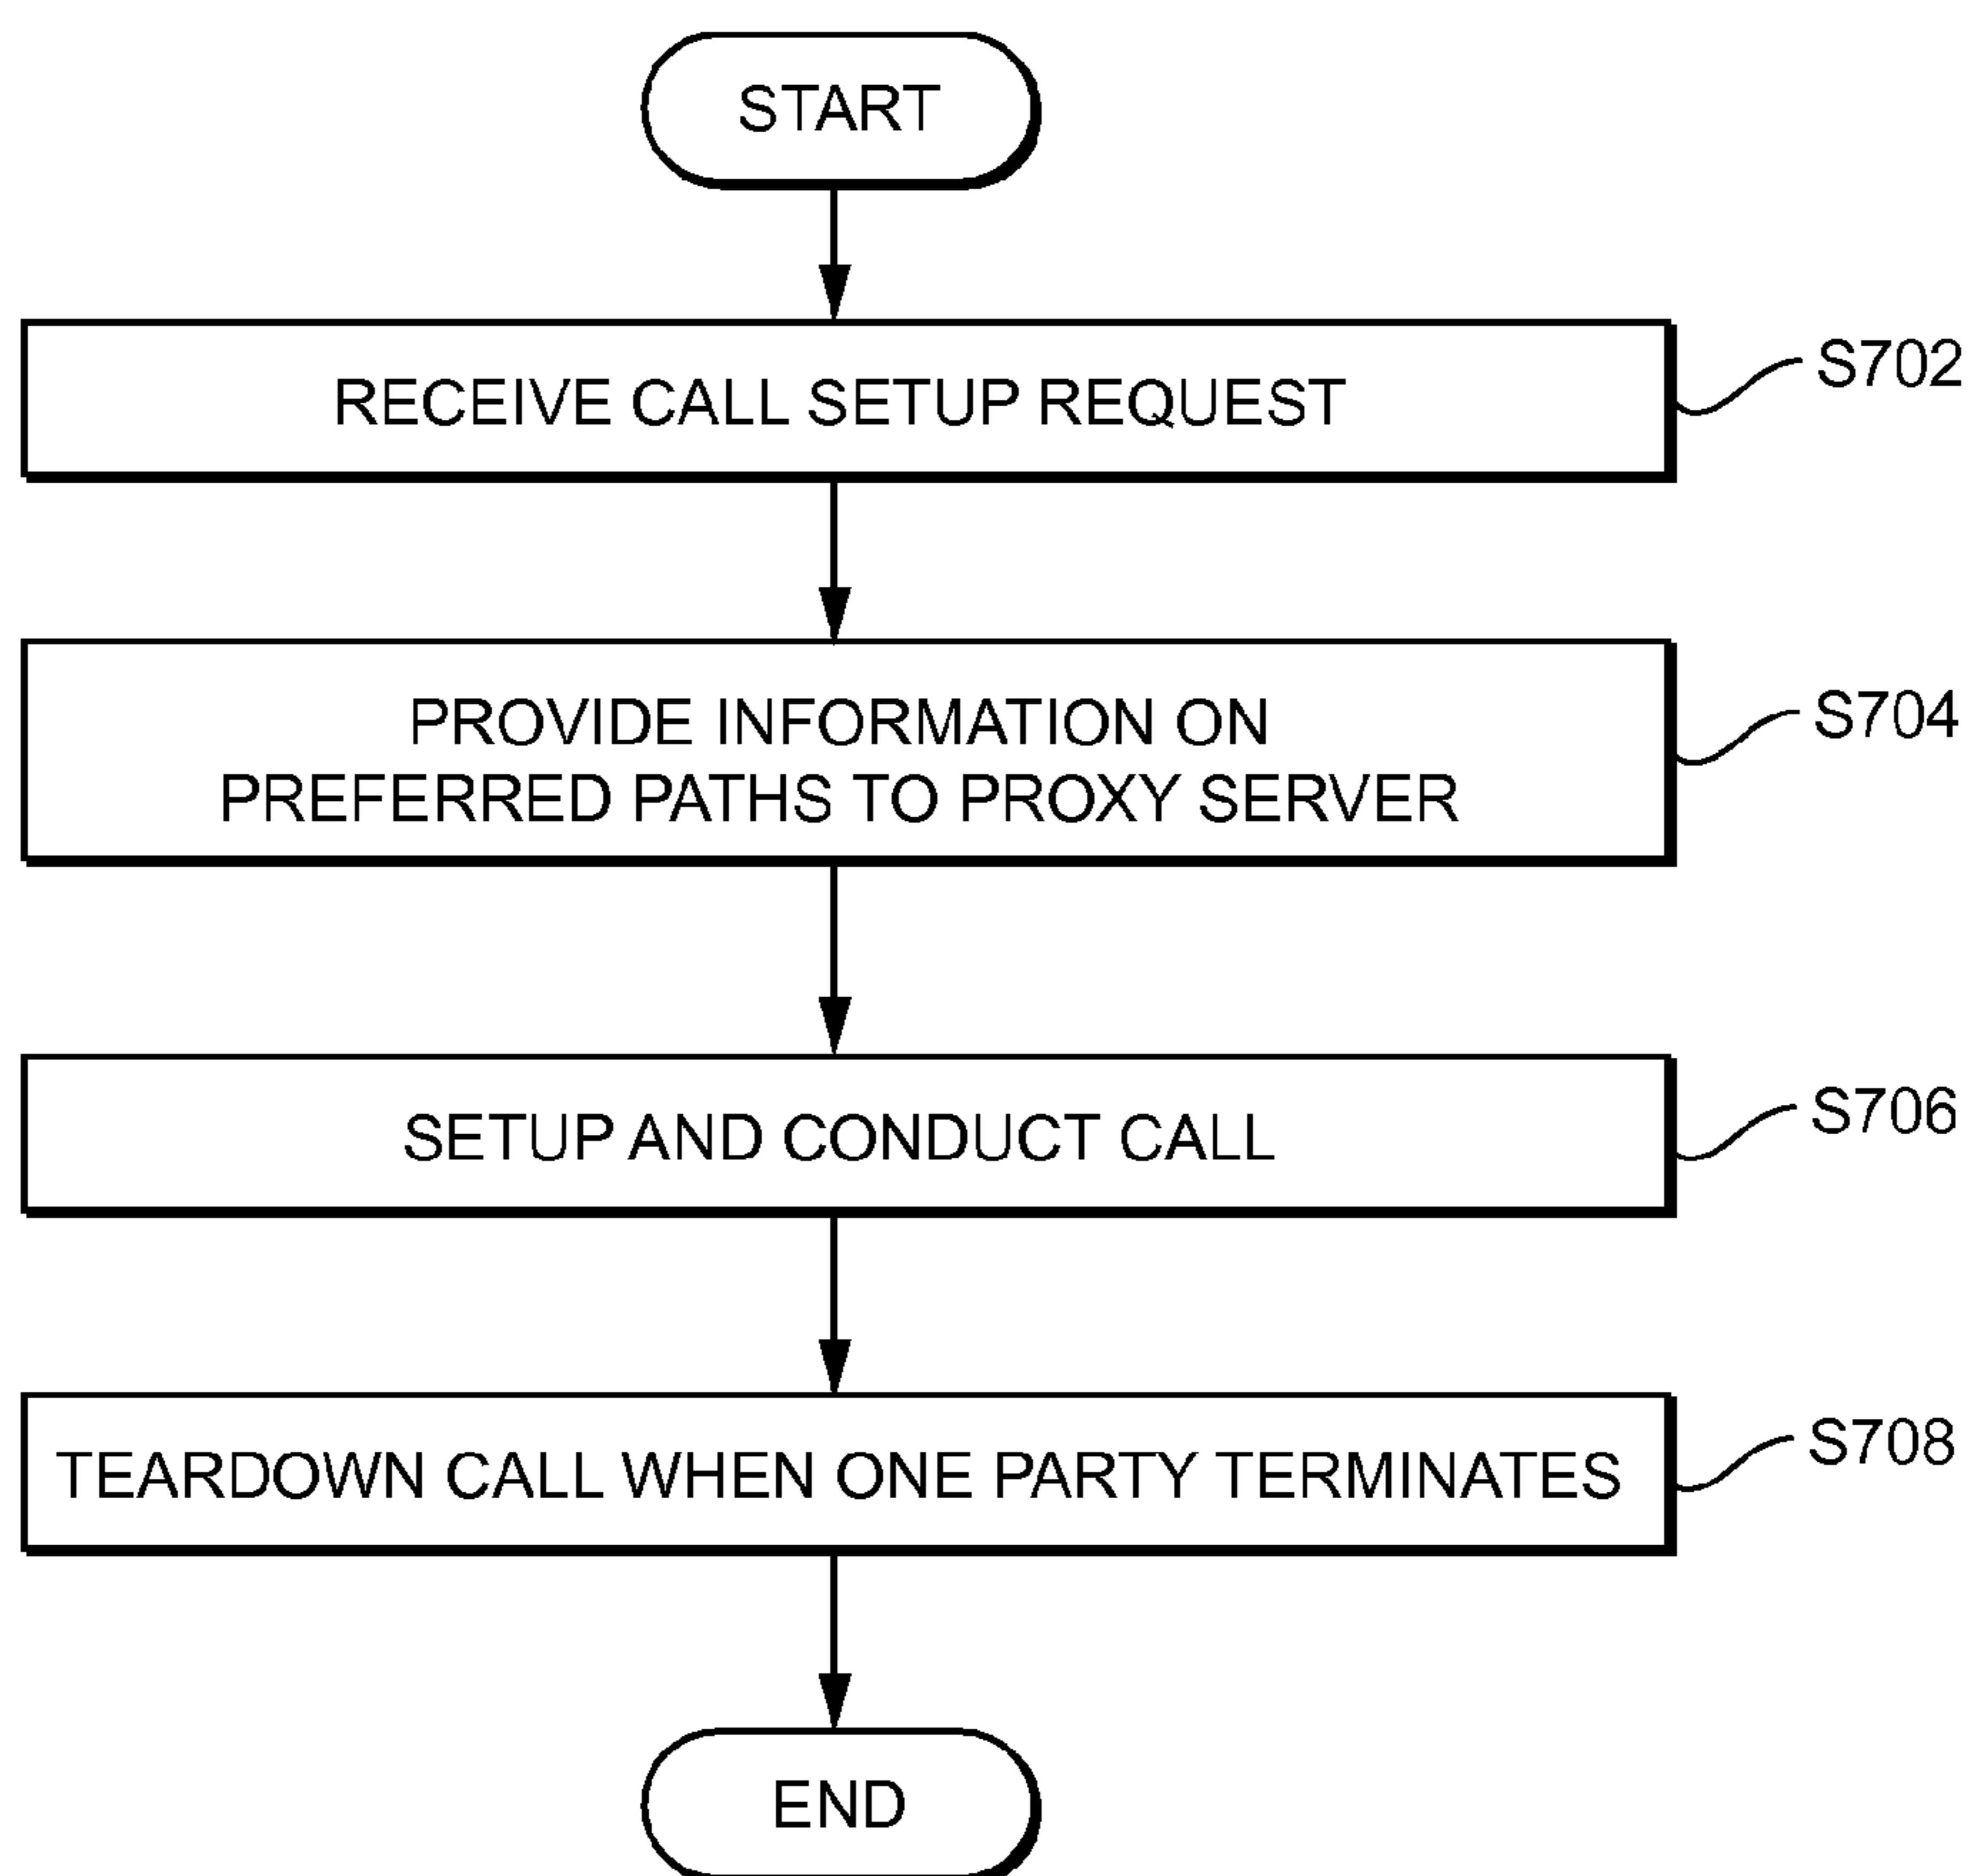 START
RECEIVE CALL SETUP REQUEST
S702
PROVIDE INFORMATION ON
PREFERRED PATHS TO PROXY SERVER
S704
SETUP AND CONDUCT CALL
S706
TEARDOWN CALL WHEN ONE PARTY TERMINATES
S708
END